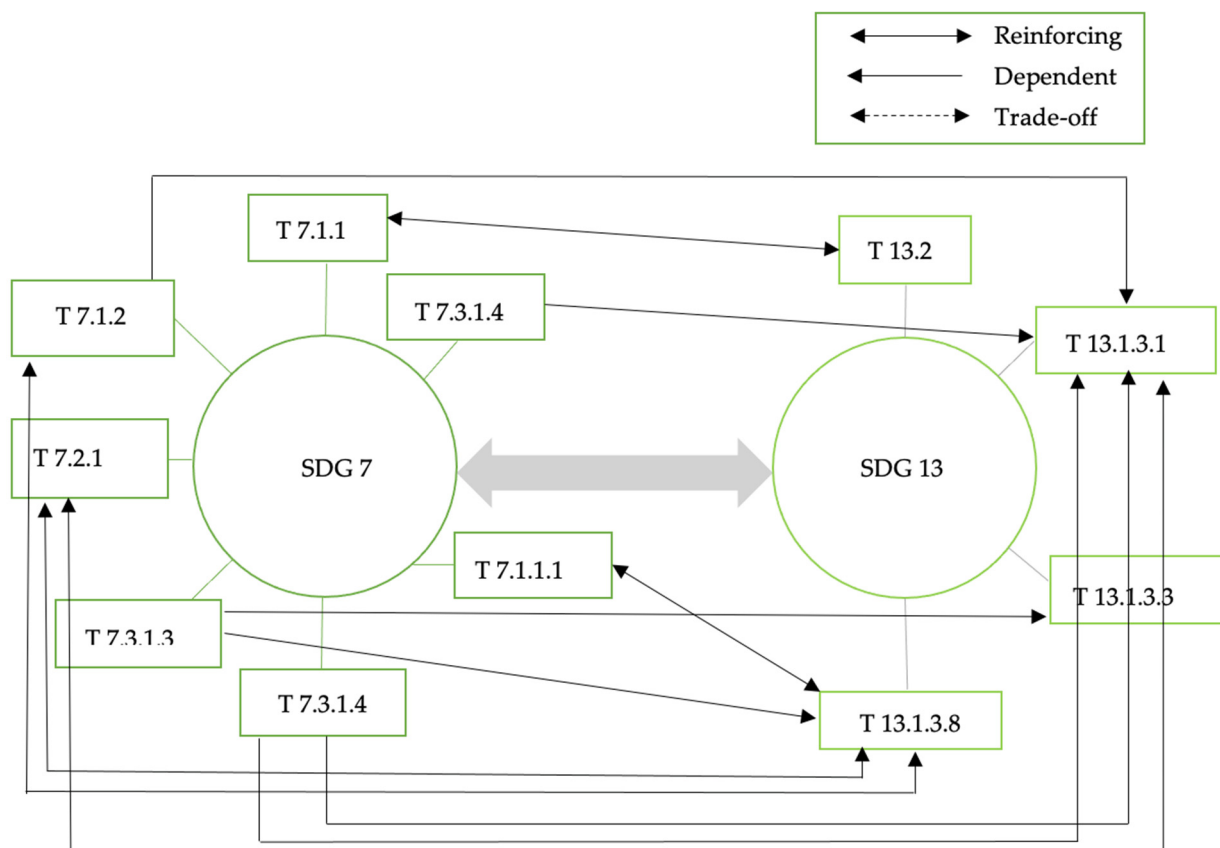 Reinforcing
Dependent
Trade-off
T 7.1.1
T 13.2
T 7.3.1.4
T 7.1.2
T 13.1.3.1
T 7.2.1
SDG 7
SDG 13
T 7.1.1.1
T 13.1.3.3
T 7.3.1.3
T 7.3.1.4
T 13.1.3.8